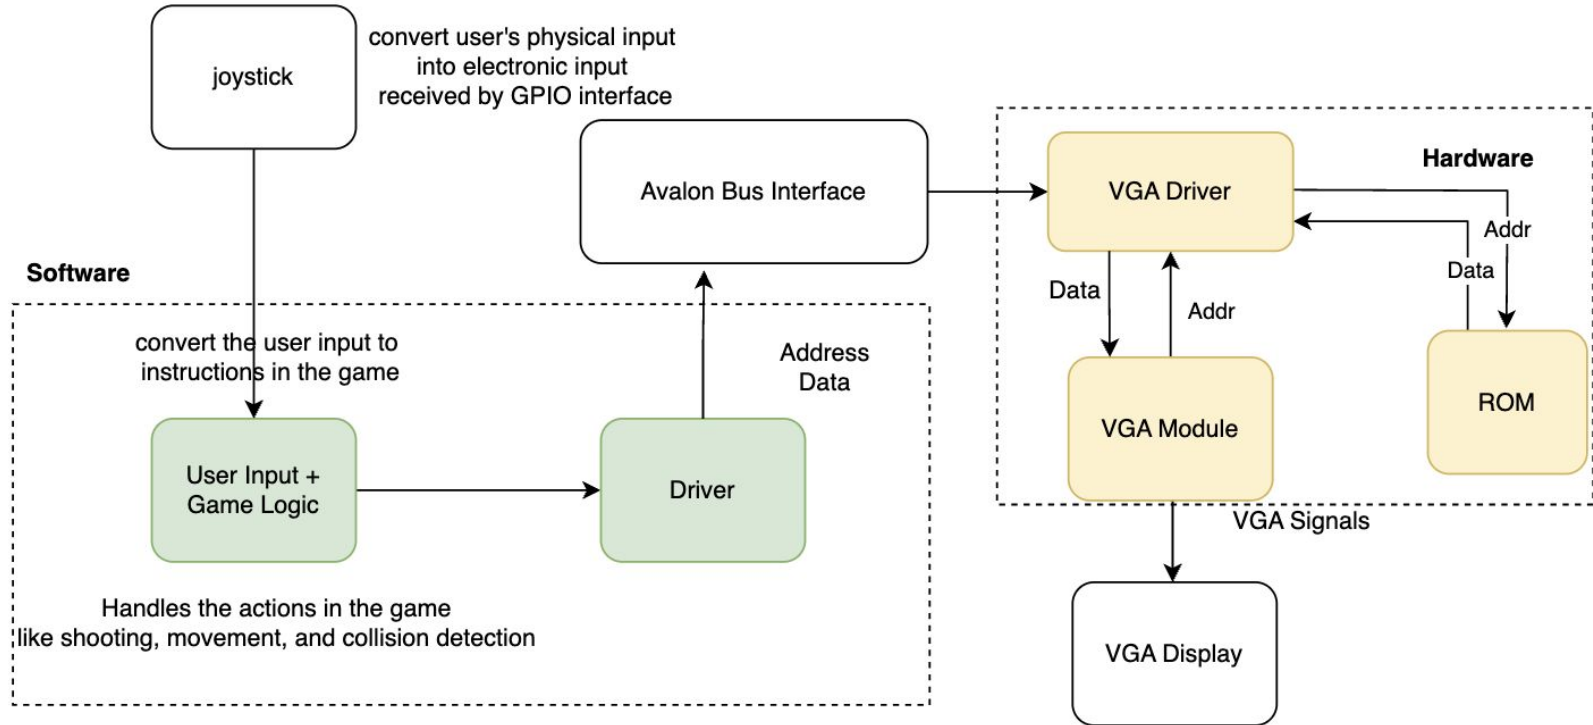 joystick
convert user's physical input
into electronic input
received by GPIO interface
Avalon Bus Interface
VGA Driver
Hardware
Addr
Data
Data
Addr
VGA Module
ROM
VGA Signals
VGA Display
Software
convert the user input to
instructions in the game
Address
Data
User Input +
Game Logic
Driver
Handles the actions in the game
like shooting, movement, and collision detection